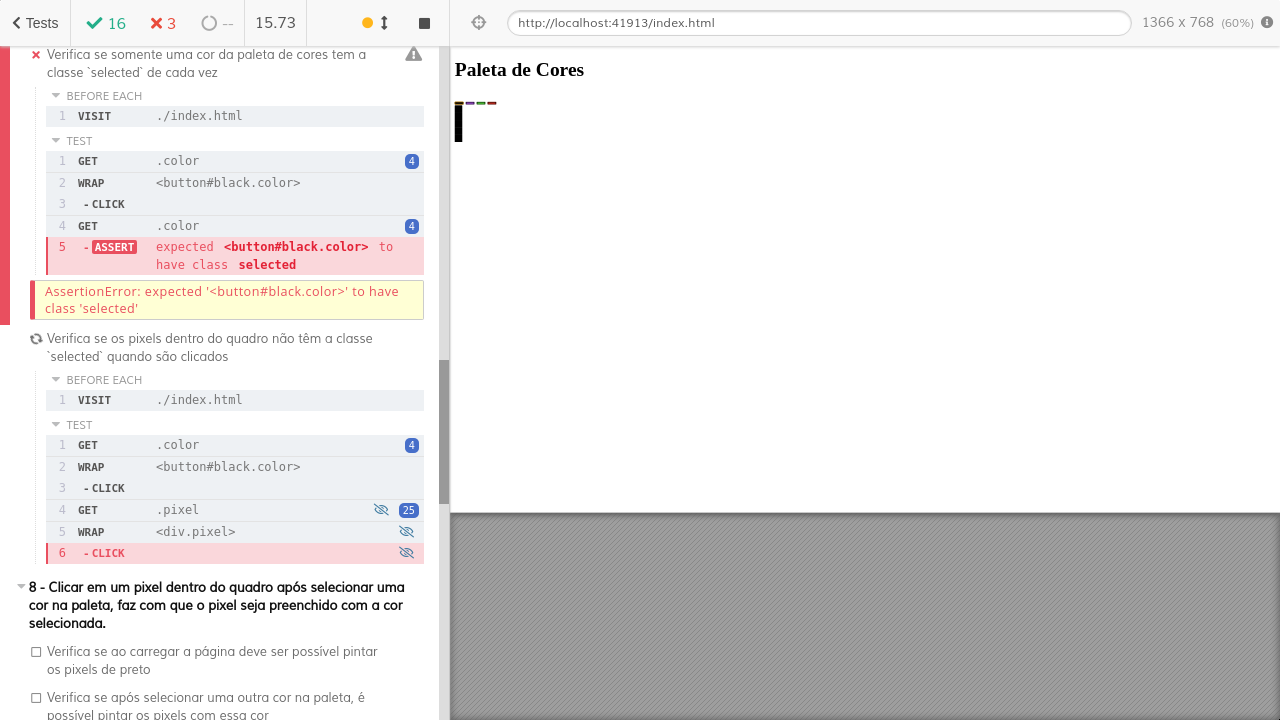 Tests
16
3
--
15.73
http://localhost:41913/index.html
1366 x 768 (60%)
Verifica se somente uma cor da paleta de cores tem a
classe `selected` de cada vez
BEFORE EACH
1 VISIT ./index.html
TEST
1 GET .color 4
2 WRAP <button#black.color>
3 -CLICK
4 GET .color 4
5 -ASSERT expected <button#black.color> to
have class selected
AssertionError: expected '<button#black.color>' to have
class 'selected'
Verifica se os pixels dentro do quadro não têm a classe
`selected` quando são clicados
BEFORE EACH
1 VISIT ./index.html
TEST
1 GET .color 4
2 WRAP <button#black.color>
3 -CLICK
4 GET .pixel 25
5 WRAP <div.pixel>
6 -CLICK
8 - Clicar em um pixel dentro do quadro após selecionar uma
cor na paleta, faz com que o pixel seja preenchido com a cor
selecionada.
Verifica se ao carregar a página deve ser possível pintar
os pixels de preto
Verifica se após selecionar uma outra cor na paleta, é
possível pintar os pixels com essa cor
Paleta de Cores